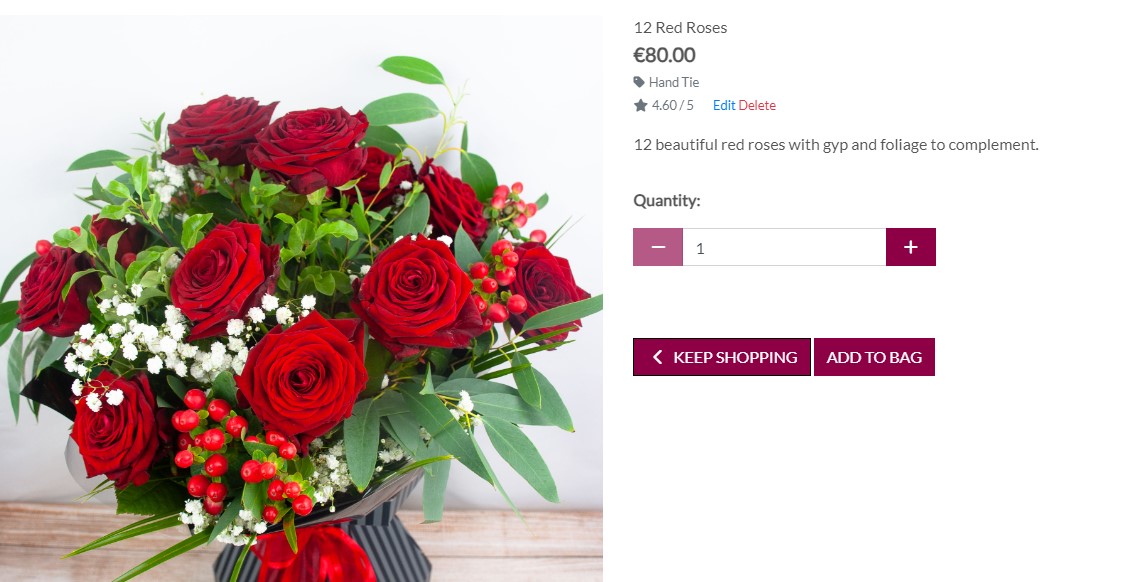 12 Red Roses
€80.00
Hand Tie
4.60 / 5 Edit Delete
12 beautiful red roses with gyp and foliage to complement.
Quantity:
1
KEEP SHOPPING ADD TO BAG